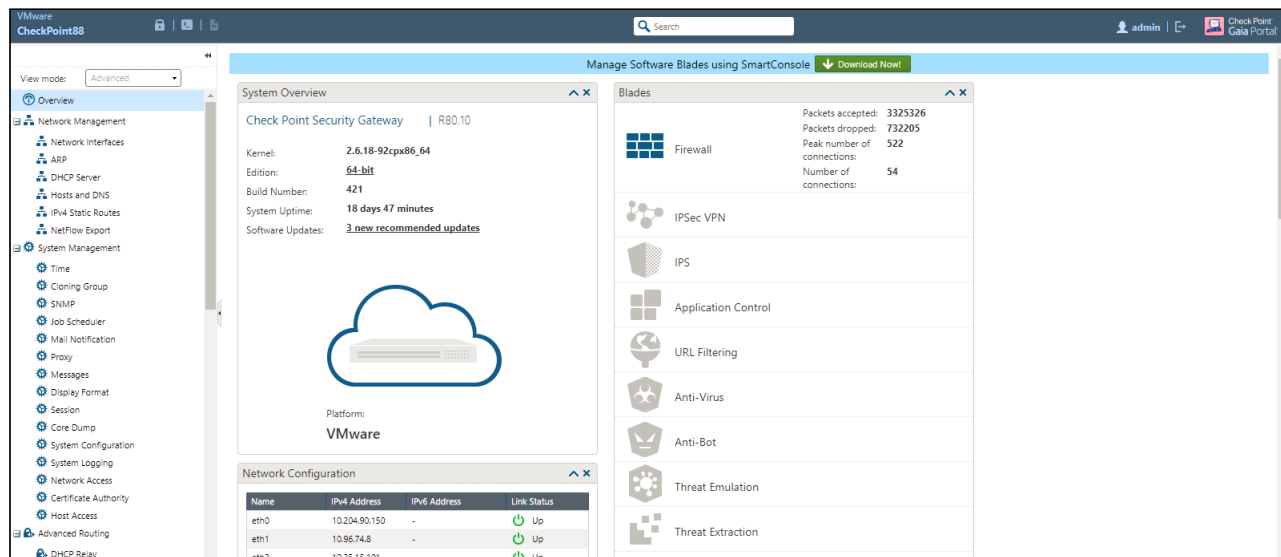 VMware
CheckPoint88
Search
admin
Check Point
Gaia Portal
View mode: Advanced
Overview
Network Management
Network Interfaces
ARP
DHCP Server
Hosts and DNS
IPv4 Static Routes
NetFlow Export
System Management
Time
Cloning Group
SNMP
Job Scheduler
Mail Notification
Proxy
Messages
Display Format
Session
Core Dump
System Configuration
System Logging
Network Access
Certificate Authority
Host Access
Advanced Routing
DHCP Relay
Manage Software Blades using SmartConsole Download Now!
System Overview
Check Point Security Gateway | R80.10
Kernel: 2.6.18-92cpx86_64
Edition: 64-bit
Build Number: 421
System Uptime: 18 days 47 minutes
Software Updates: 3 new recommended updates
Platform:
VMware
Network Configuration
Name IPv4 Address IPv6 Address Link Status
eth0 10.204.90.150 - Up
eth1 10.96.74.8 - Up
eth2 10.35.15.101 Up
Blades
Firewall
Packets accepted: 3325326
Packets dropped: 732205
Peak number of connections: 522
Number of connections: 54
IPSec VPN
IPS
Application Control
URL Filtering
Anti-Virus
Anti-Bot
Threat Emulation
Threat Extraction